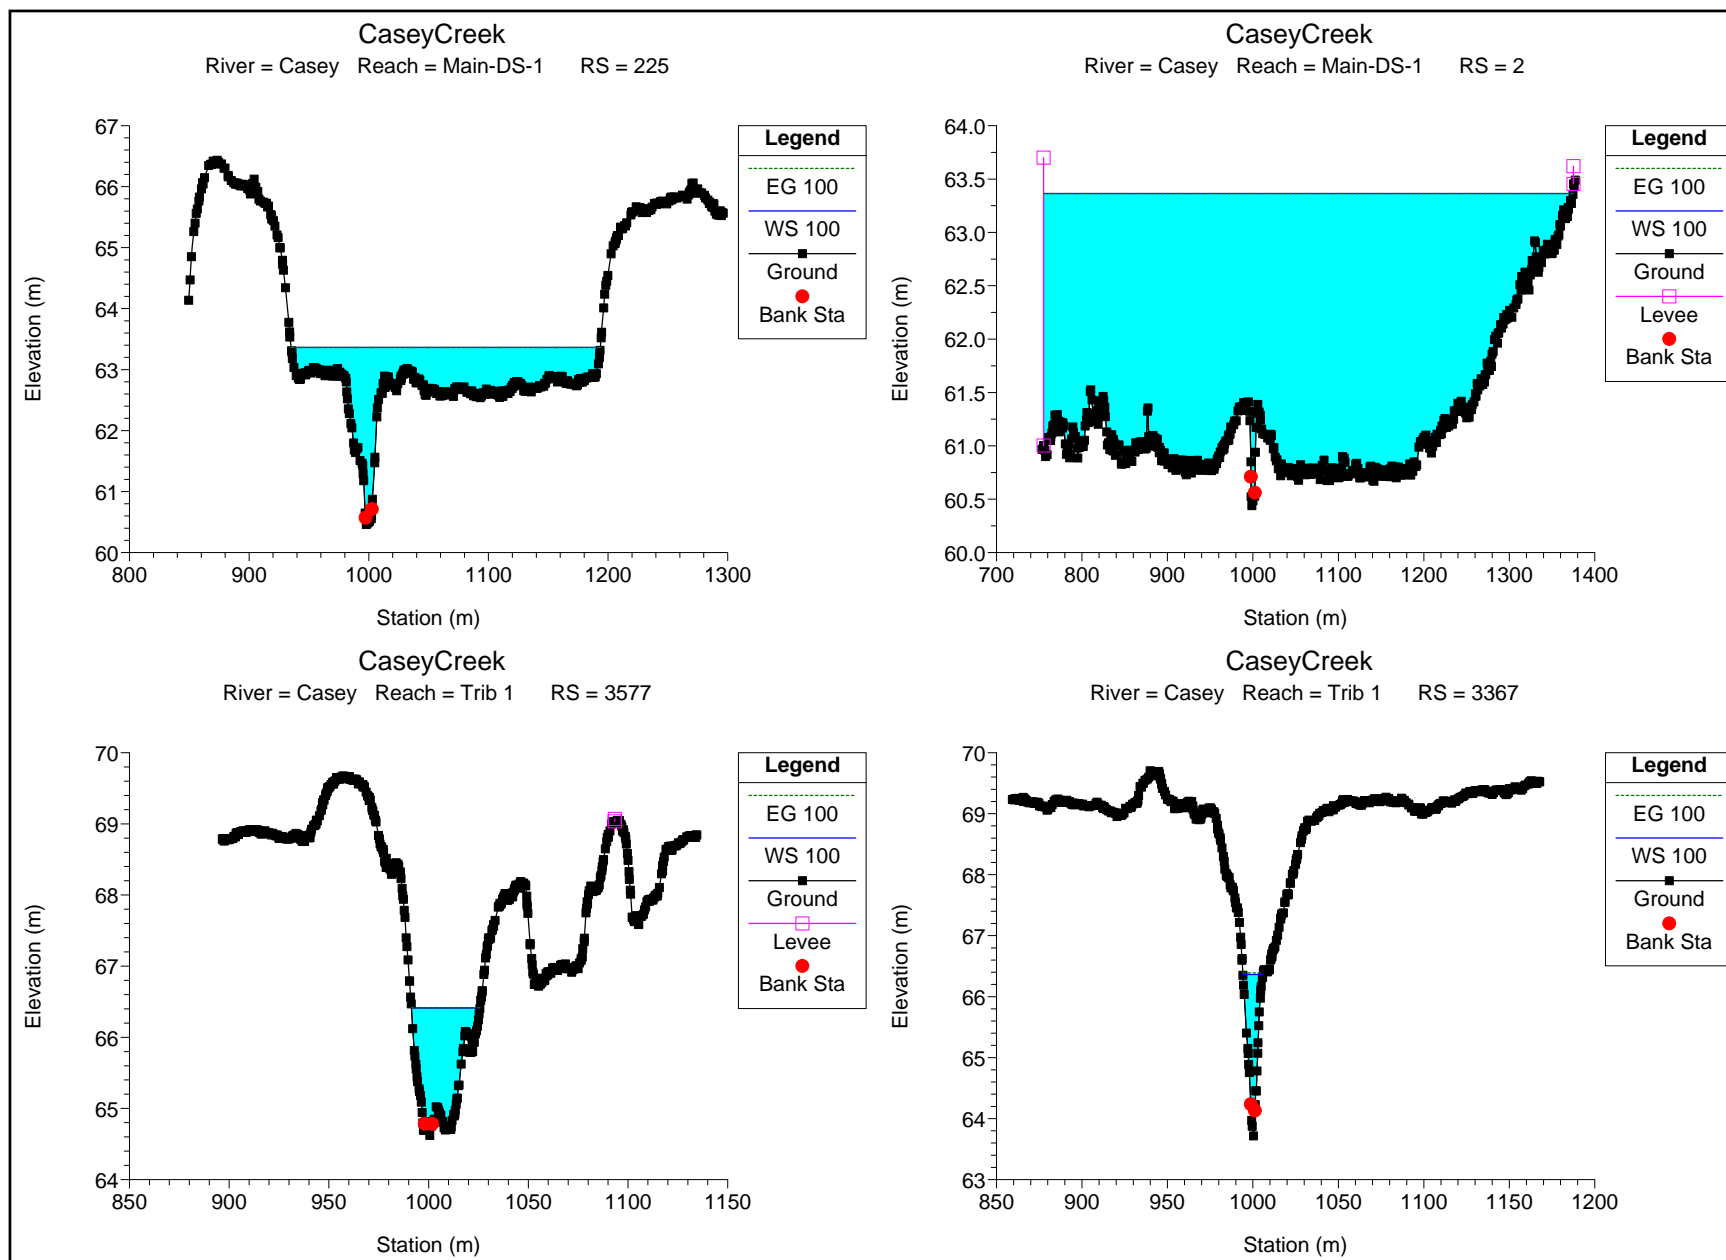 CaseyCreek
River = Casey Reach = Main-DS-1 RS = 225
67
66
65
64
63
62
61
60
800 900 1000 1100 1200 1300
Elevation (m)
Station (m)
Legend
EG 100
WS 100
Ground
Bank Sta
CaseyCreek
River = Casey Reach = Main-DS-1 RS = 2
64.0
63.5
63.0
62.5
62.0
61.5
61.0
60.5
60.0
700 800 900 1000 1100 1200 1300 1400
Elevation (m)
Station (m)
Legend
EG 100
WS 100
Ground
Levee
Bank Sta
CaseyCreek
River = Casey Reach = Trib 1 RS = 3577
70
69
68
67
66
65
64
850 900 950 1000 1050 1100 1150
Elevation (m)
Station (m)
Legend
EG 100
WS 100
Ground
Levee
Bank Sta
CaseyCreek
River = Casey Reach = Trib 1 RS = 3367
70
69
68
67
66
65
64
63
850 900 950 1000 1050 1100 1150 1200
Elevation (m)
Station (m)
Legend
EG 100
WS 100
Ground
Bank Sta